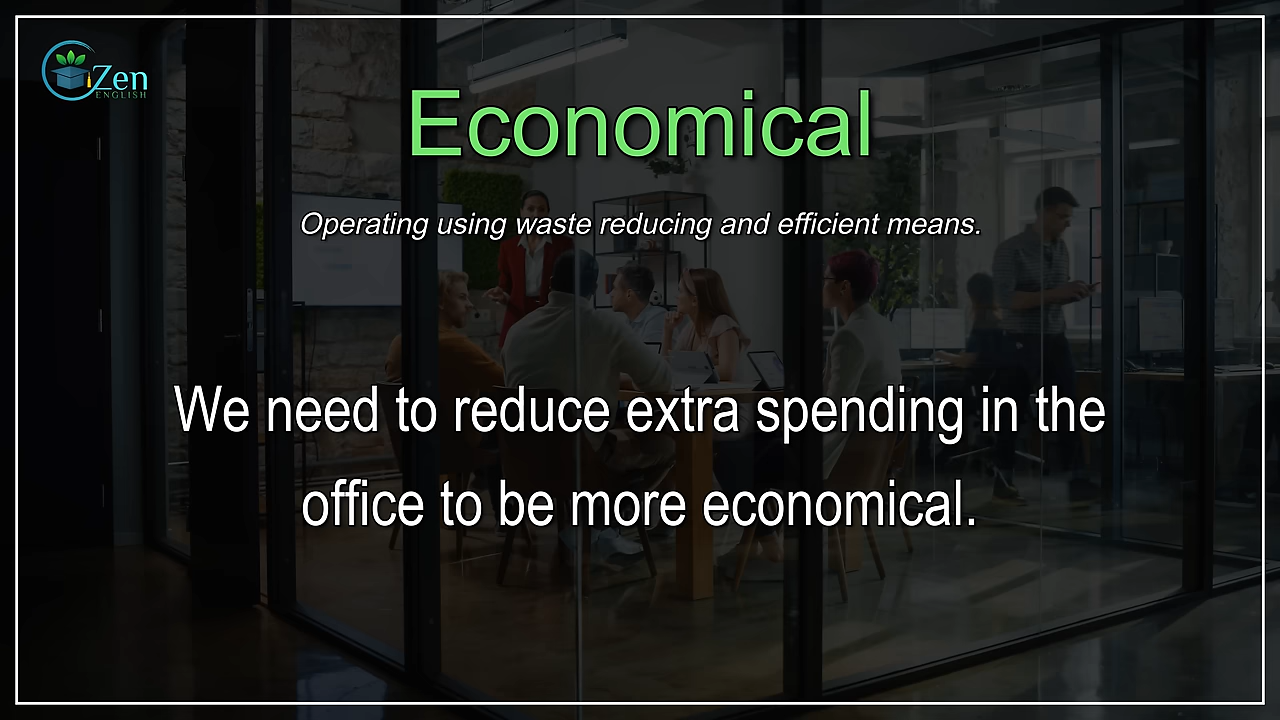 Zen
ENGLISH
Economical
Operating using waste reducing and efficient means.
We need to reduce extra spending in the
office to be more economical.